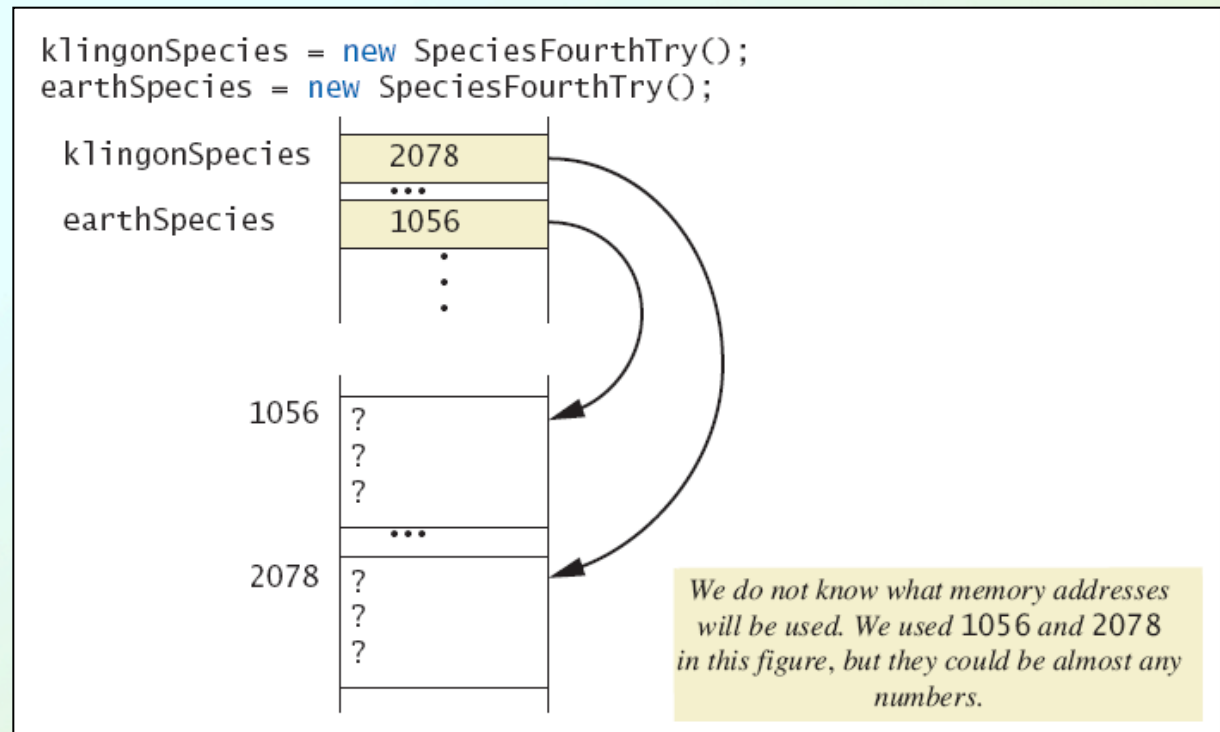 klingonSpecies = new SpeciesFourthTry();
earthSpecies = new SpeciesFourthTry();
klingonSpecies 2078
•••
earthSpecies 1056
•
•
•
1056 ?
?
?
•••
2078 ?
?
?
We do not know what memory addresses
will be used. We used 1056 and 2078
in this figure, but they could be almost any
numbers.